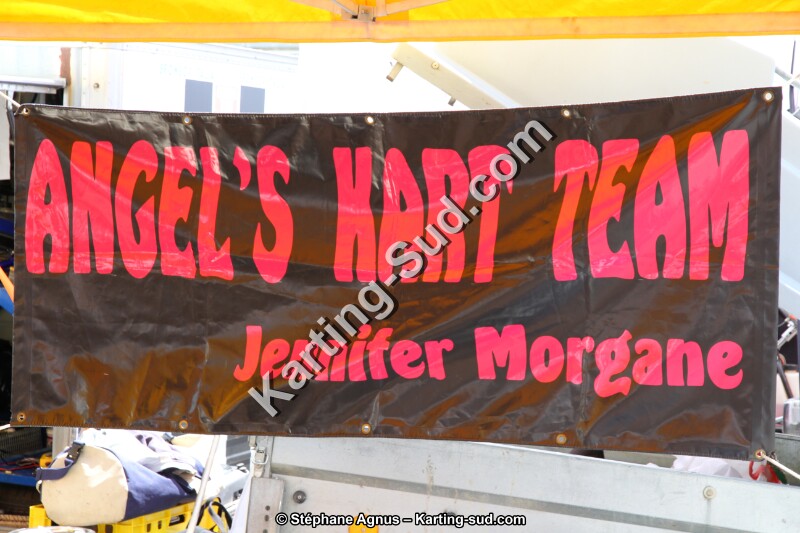 ANGEL'S KART TEAM
Jennifer Morgane
Karting-Sud.com
© Stéphane Agnus – Karting-sud.com